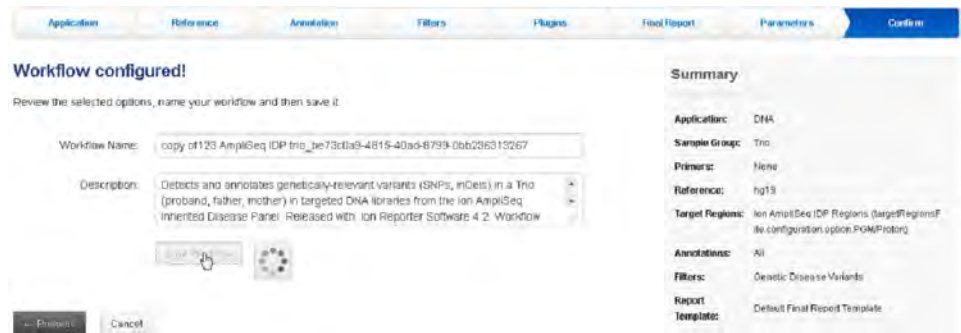 Application Reference Annotation Filters Plugins Final Report Parameters Confirm
Workflow configured!
Review the selected options, name your workflow and then save it
Workflow Name: copy of123 AmpliSeq IDP trio_be73c0a9-4815-40ad-8799-0bb236313267
Description: Detects and annotates genetically-relevant variants (SNPs, InDels) in a Trio
(proband, father, mother) in targeted DNA libraries from the Ion AmpliSeq
Inherited Disease Panel. Released with Ion Reporter Software 4.2. Workflow
← Previous Cancel
Summary
Application: DNA
Sample Group: Trio
Primers: None
Reference: hg19
Target Regions: Ion AmpliSeq IDP Regions (targetRegionsF
ile.configuration.option.PGM/Proton)
Annotations: All
Filters: Genetic Disease Variants
Report
Template: Default Final Report Template